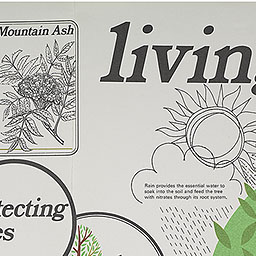 Mountain Ash
living
Rain provides the essential water to
soak into the soil and feed the tree
with nitrates through its root system.
tecting
es